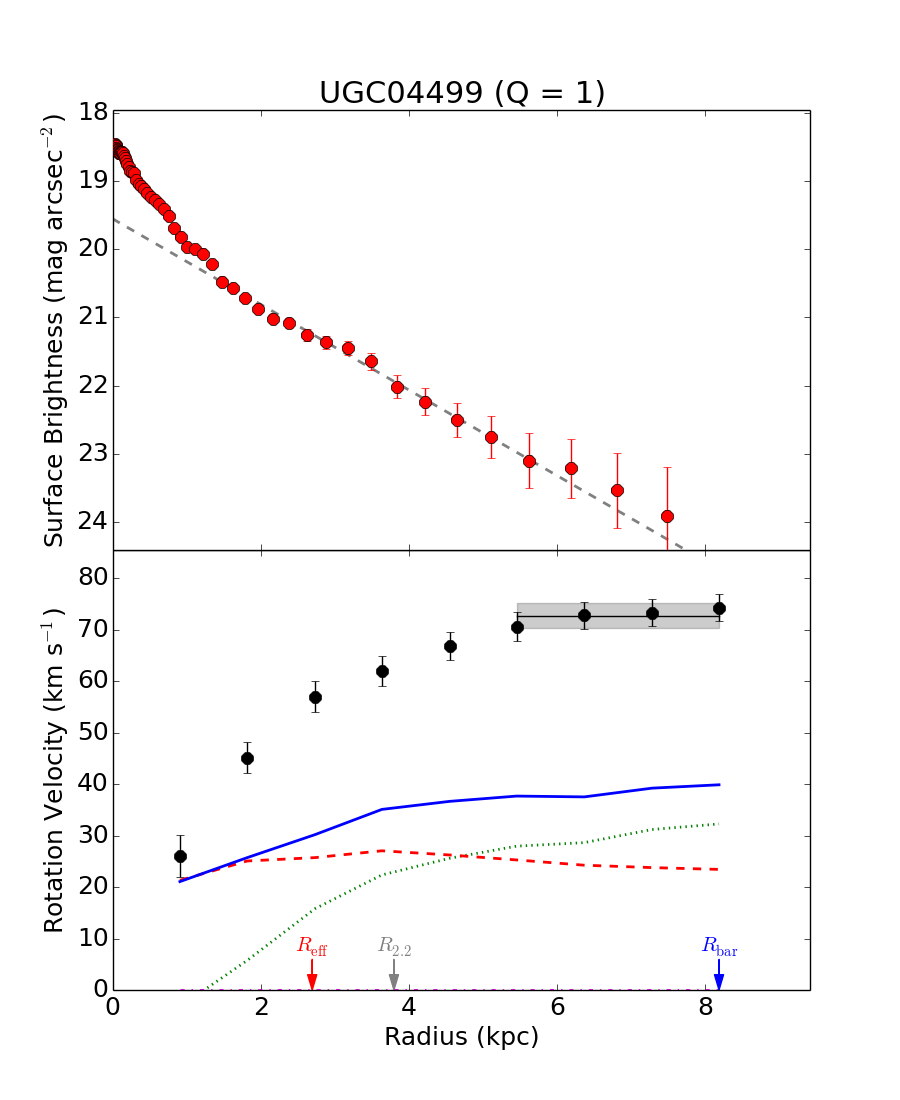 UGC04499 (Q = 1)
Surface Brightness (mag arcsec⁻²)
18
19
20
21
22
23
24
Rotation Velocity (km s⁻¹)
80
70
60
50
40
30
20
10
0
R_eff
R_2.2
R_bar
0 2 4 6 8
Radius (kpc)